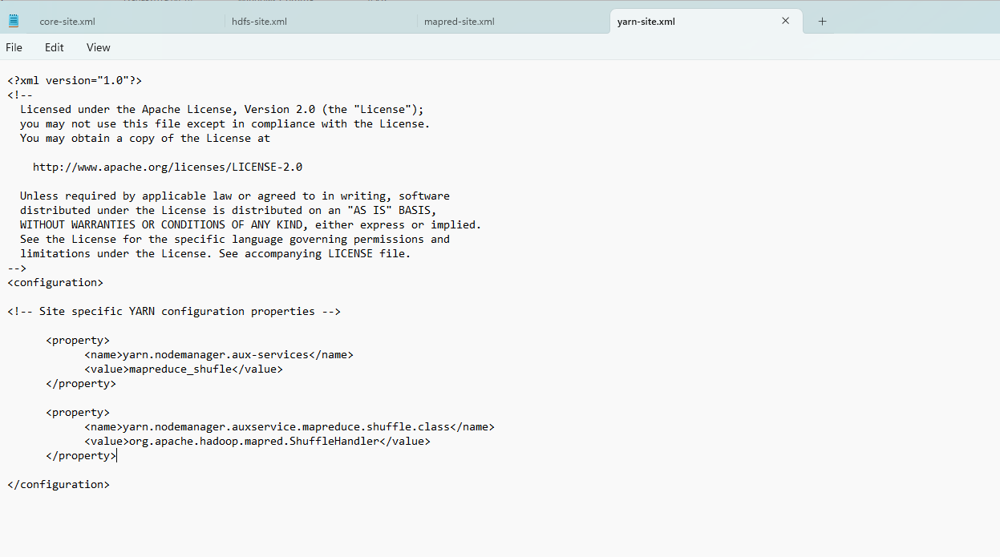 core-site.xml
hdfs-site.xml
mapred-site.xml
yarn-site.xml
File
Edit
View
<?xml version="1.0"?>
<!--
  Licensed under the Apache License, Version 2.0 (the "License");
  you may not use this file except in compliance with the License.
  You may obtain a copy of the License at

    http://www.apache.org/licenses/LICENSE-2.0

  Unless required by applicable law or agreed to in writing, software
  distributed under the License is distributed on an "AS IS" BASIS,
  WITHOUT WARRANTIES OR CONDITIONS OF ANY KIND, either express or implied.
  See the License for the specific language governing permissions and
  limitations under the License. See accompanying LICENSE file.
-->
<configuration>

<!-- Site specific YARN configuration properties -->

      <property>
            <name>yarn.nodemanager.aux-services</name>
            <value>mapreduce_shufle</value>
      </property>

      <property>
            <name>yarn.nodemanager.auxservice.mapreduce.shuffle.class</name>
            <value>org.apache.hadoop.mapred.ShuffleHandler</value>
      </property>

</configuration>